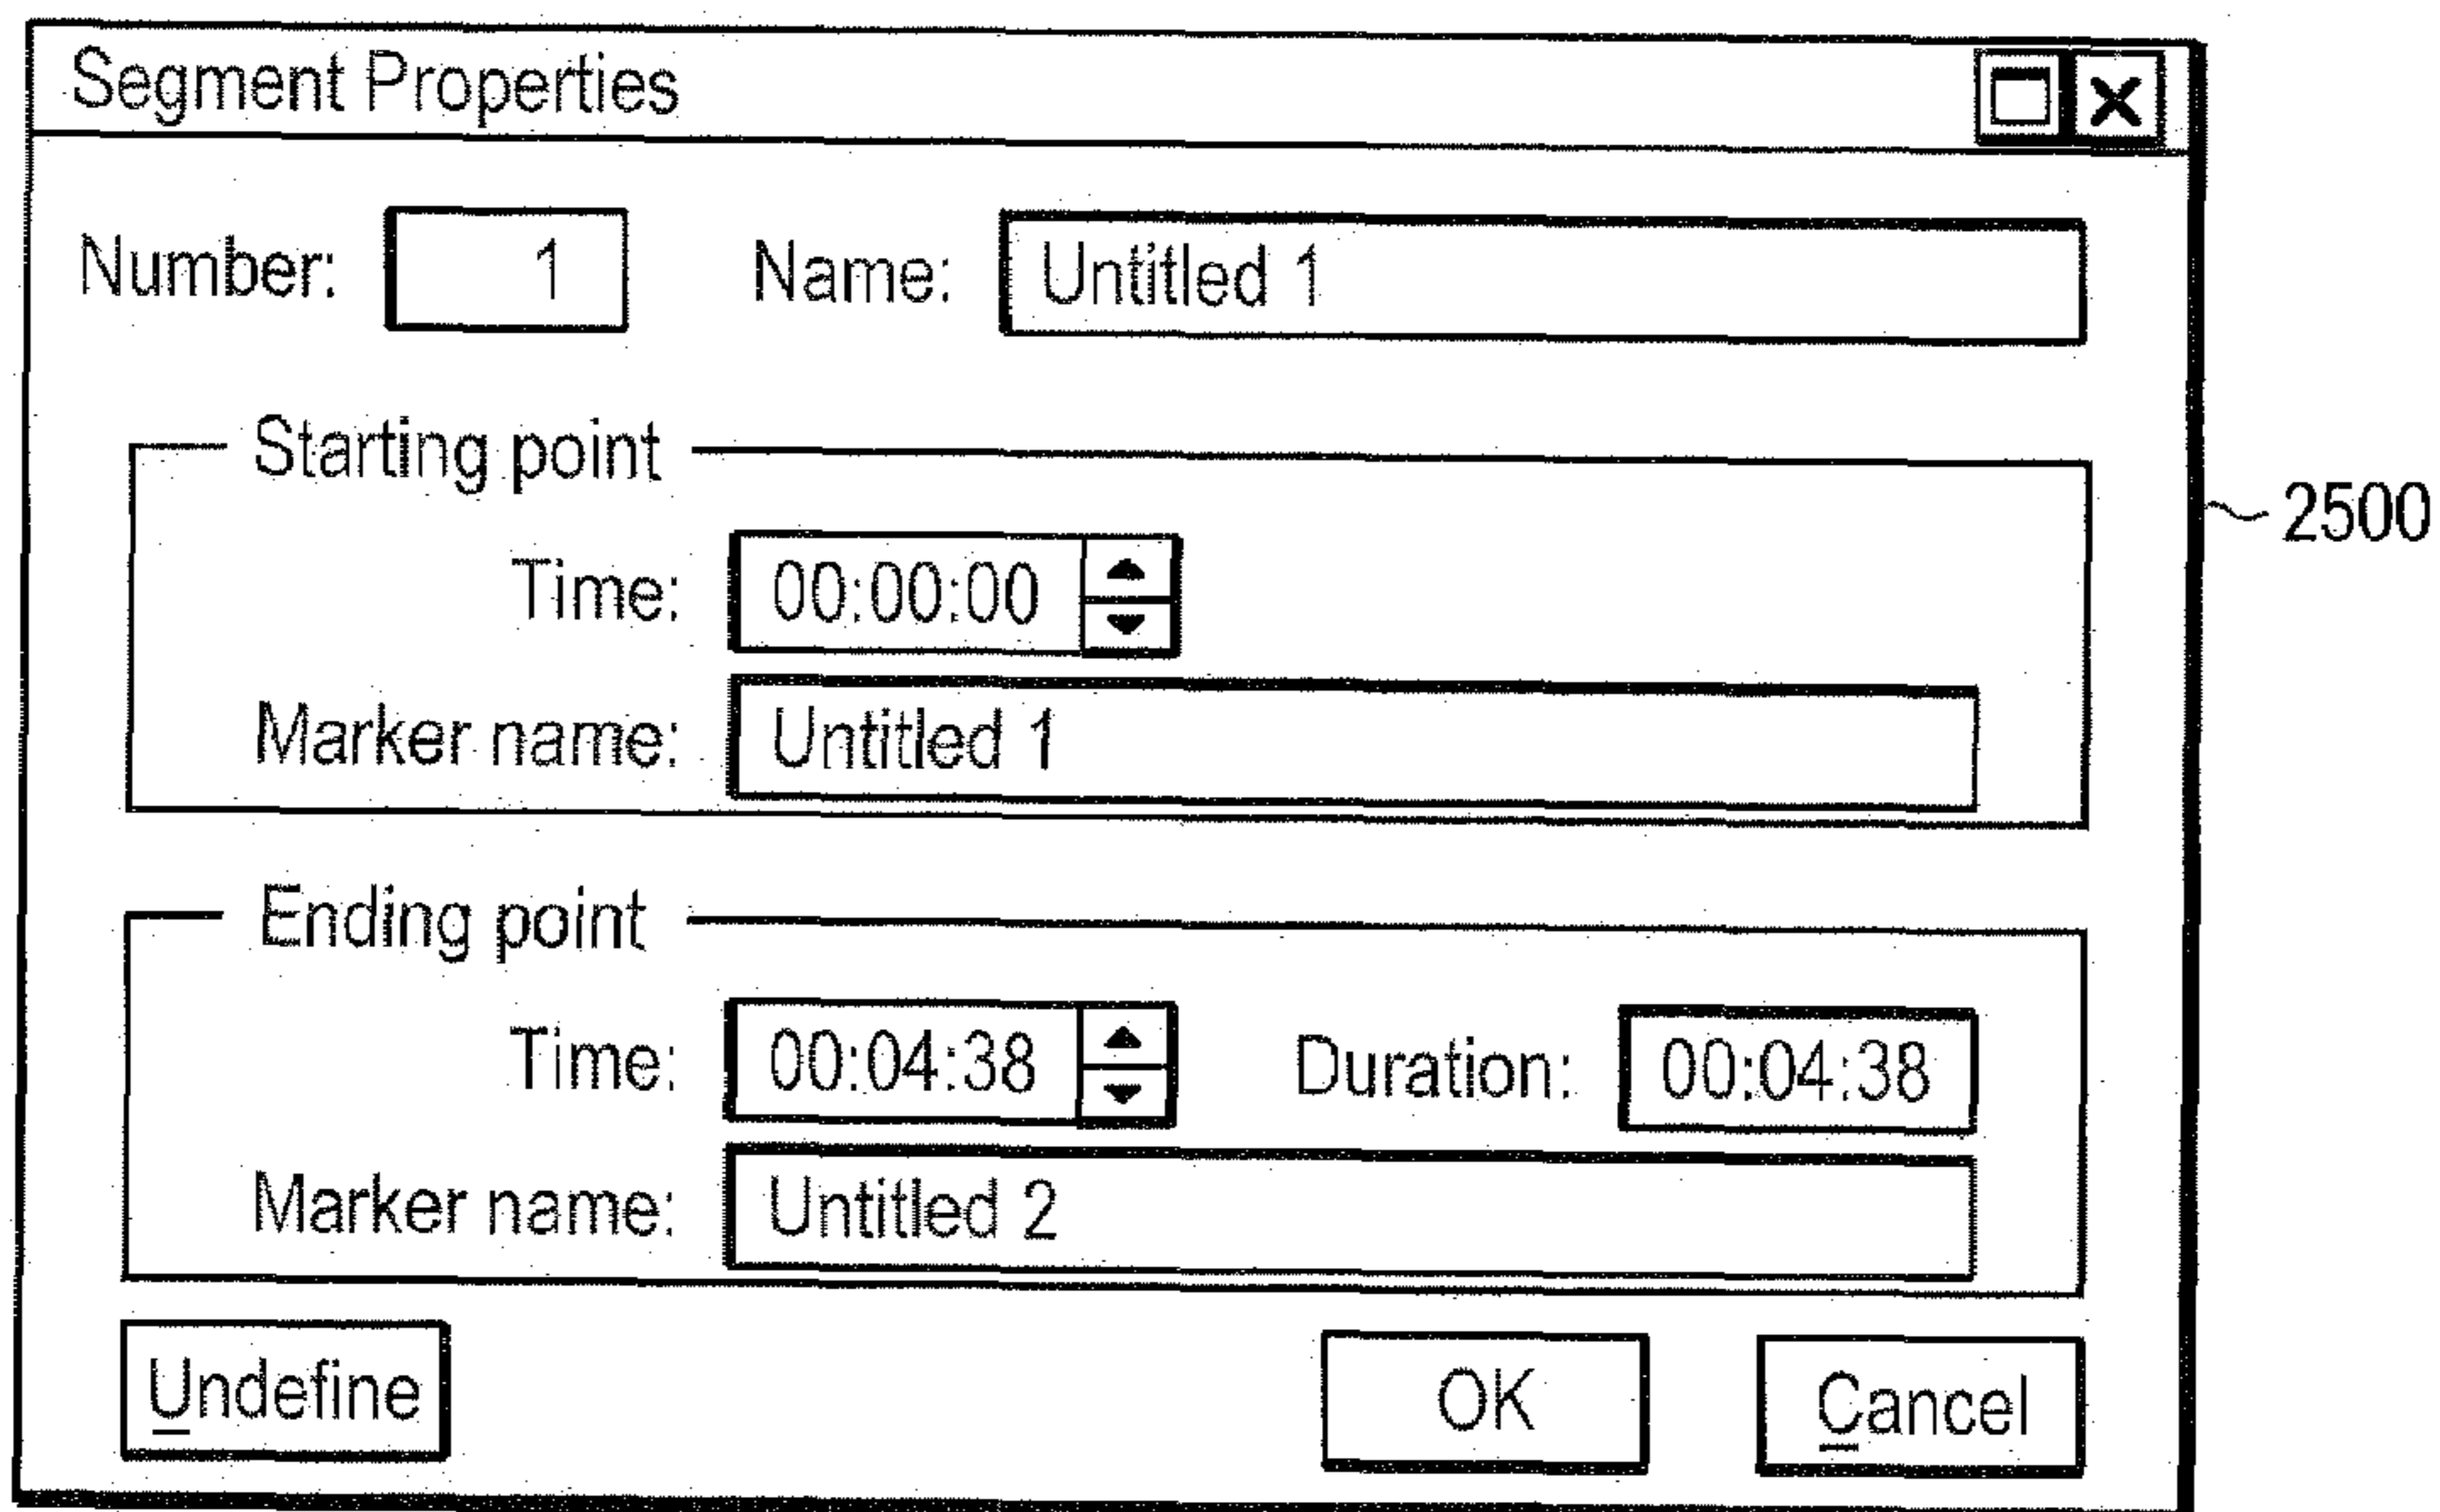 Segment Properties
Number: 1 Name: Untitled 1
Starting point
2500
Time: 00:00:00
Marker name: Untitled 1
Ending point
Time: 00:04:38 Duration: 00:04:38
Marker name: Untitled 2
Undefine OK Cancel